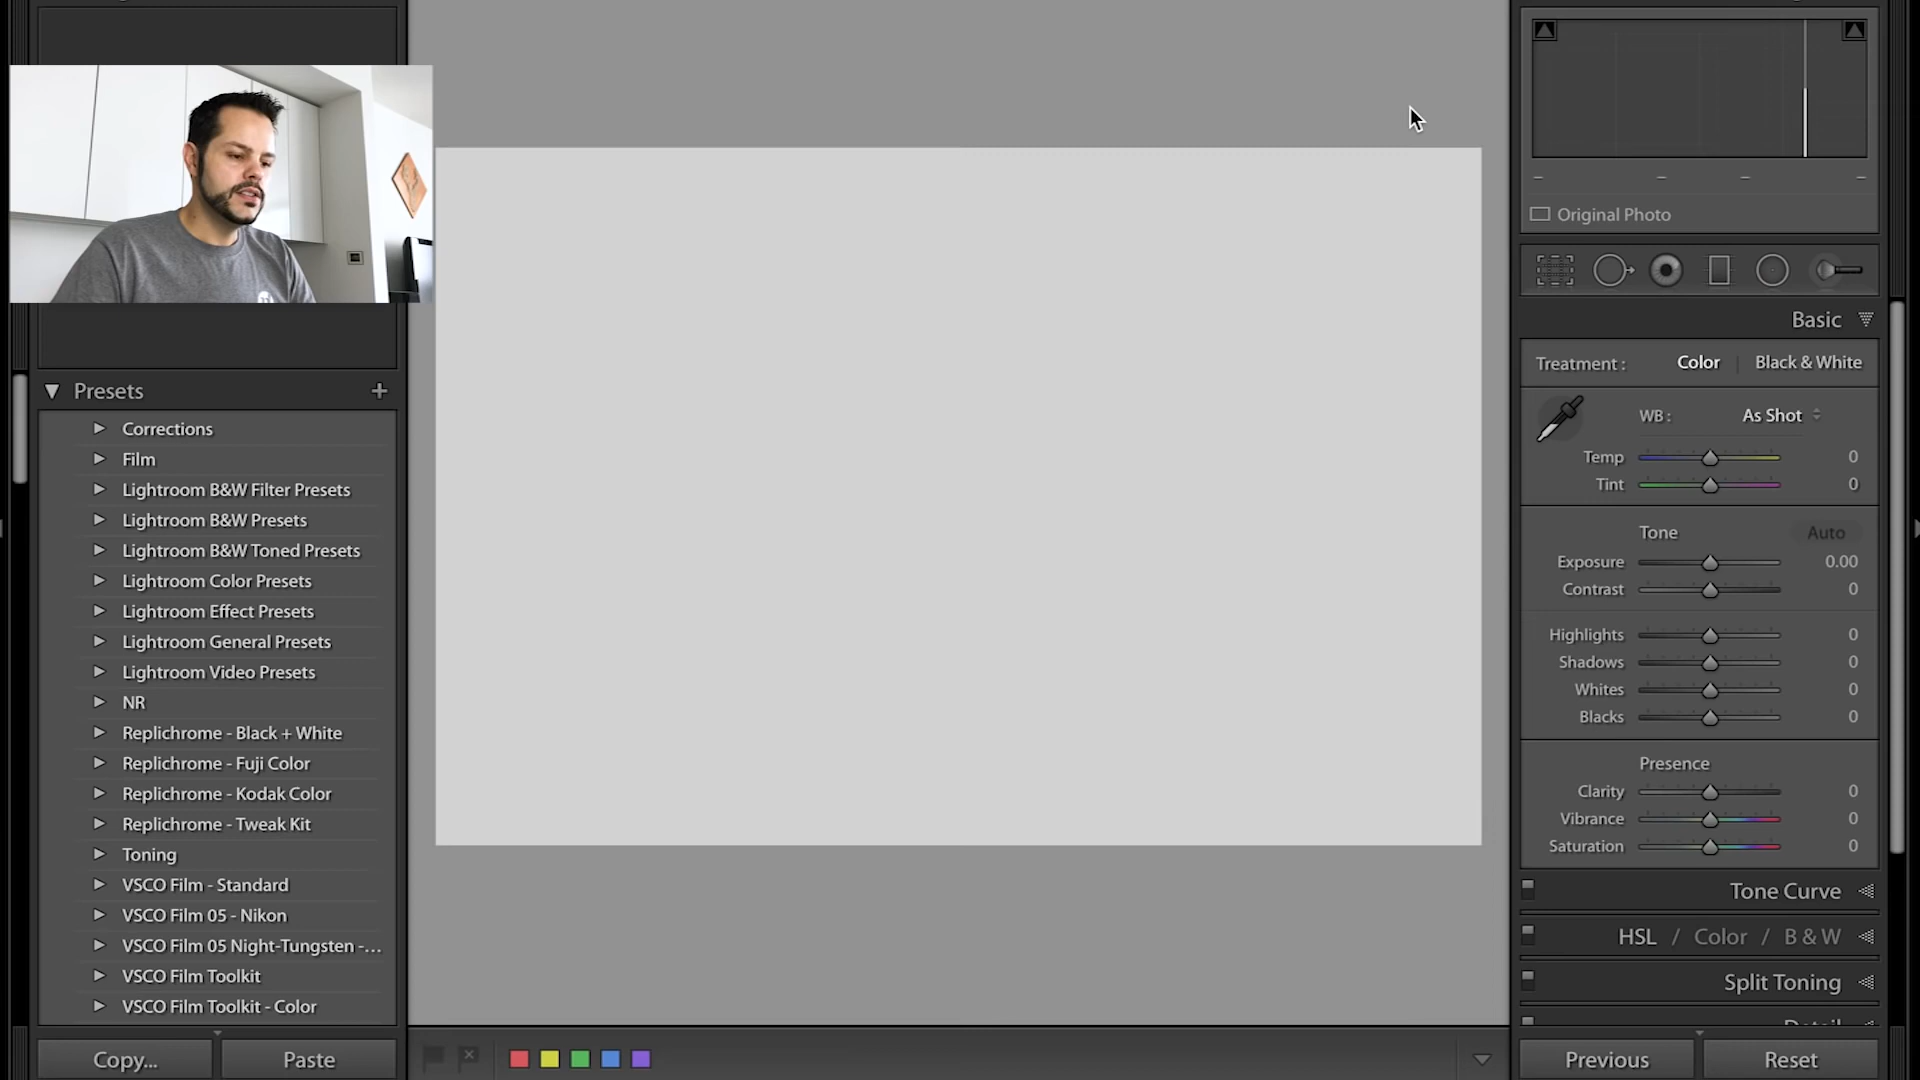 Presets +
Corrections
Film
Lightroom B&W Filter Presets
Lightroom B&W Presets
Lightroom B&W Toned Presets
Lightroom Color Presets
Lightroom Effect Presets
Lightroom General Presets
Lightroom Video Presets
NR
Replichrome - Black + White
Replichrome - Fuji Color
Replichrome - Kodak Color
Replichrome - Tweak Kit
Toning
VSCO Film - Standard
VSCO Film 05 - Nikon
VSCO Film 05 Night-Tungsten -...
VSCO Film Toolkit
VSCO Film Toolkit - Color
Copy... Paste
Original Photo
Basic
Treatment : Color | Black & White
WB : As Shot
Temp 0
Tint 0
Tone Auto
Exposure 0.00
Contrast 0
Highlights 0
Shadows 0
Whites 0
Blacks 0
Presence
Clarity 0
Vibrance 0
Saturation 0
Tone Curve
HSL / Color / B & W
Split Toning
Detail
Previous Reset